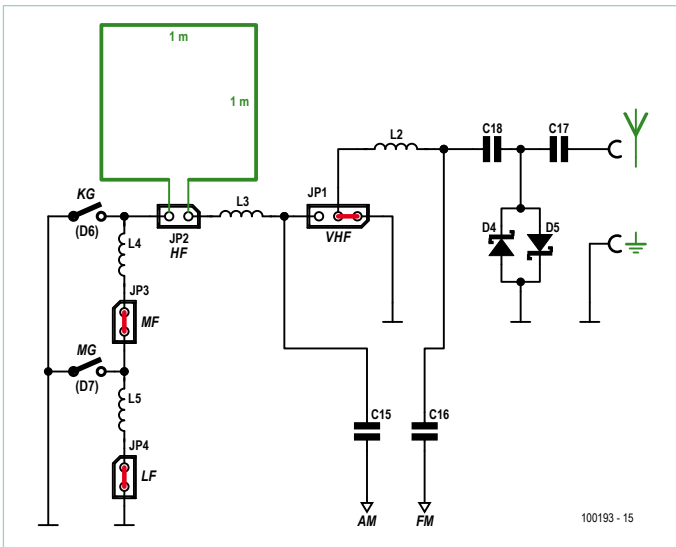 1 m
1 m
L2
C18
C17
KG
(D6)
JP2
HF
L3
JP1
VHF
D4
D5
L4
JP3
MF
MG
(D7)
L5
JP4
LF
C15
C16
AM
FM
100193 - 15